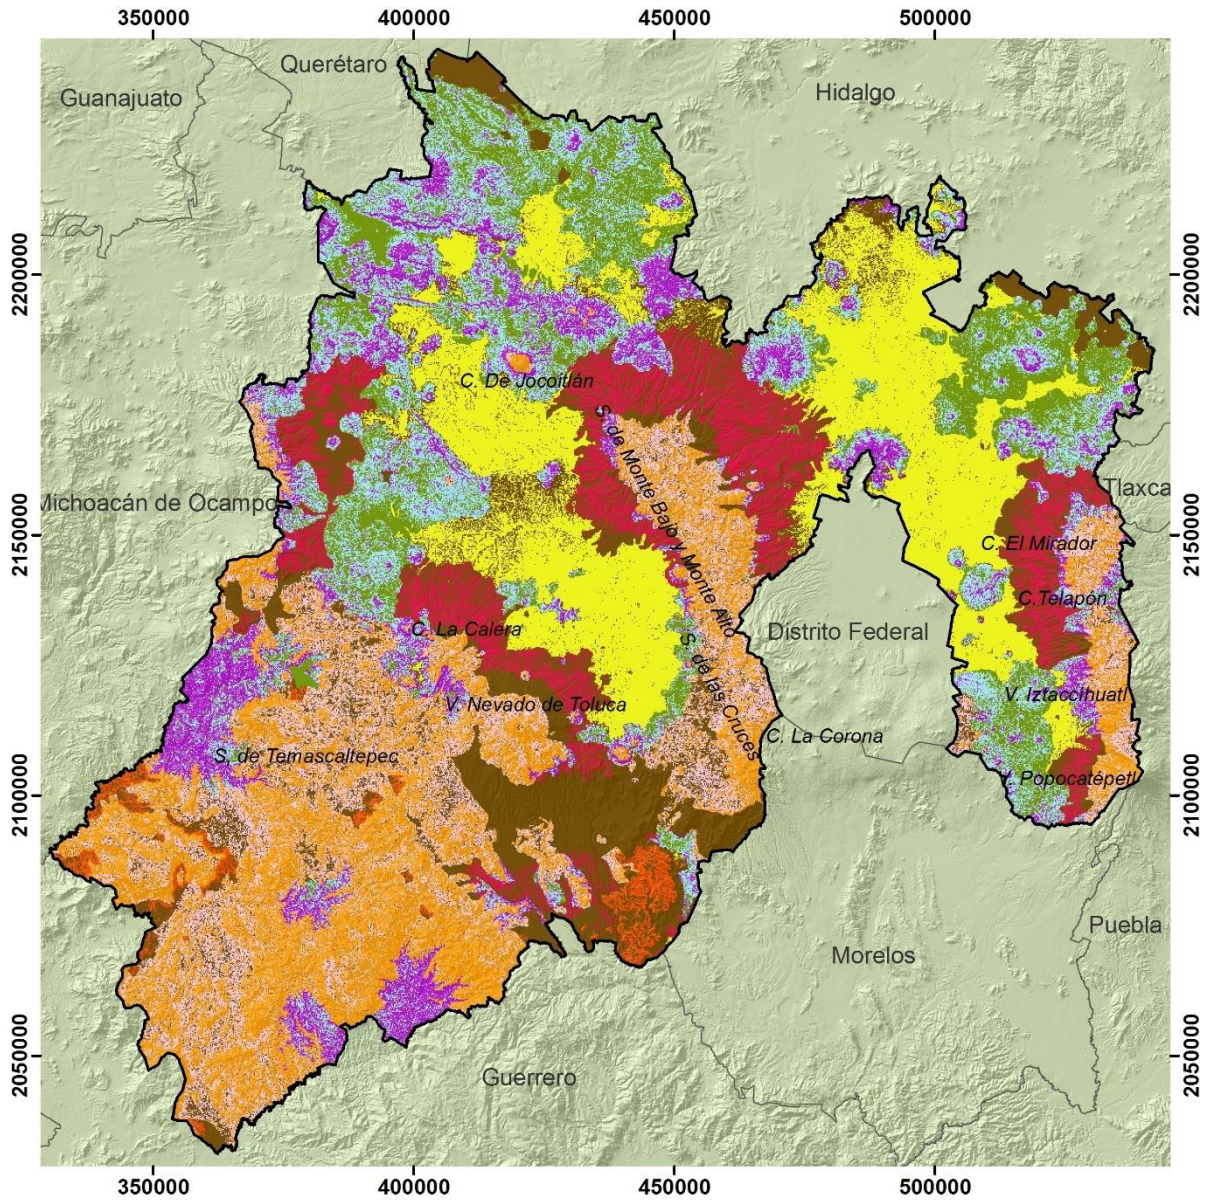 350000
400000
450000
500000
Querétaro
Guanajuato
Hidalgo
2200000
2200000
C. De Jocoitlán
S. de Monte Bajo y Monte Alto
Michoacán de Ocampo
Tlaxca
2150000
2150000
C. El Mirador
C.Telapón
C. La Calera
Distrito Federal
S. de las Cruces
V. Iztaccíhuatl
V. Nevado de Toluca
C. La Corona
S. de Temascaltepec
Popocatépetl
2100000
2100000
Puebla
Morelos
2050000
2050000
Guerrero
350000
400000
450000
500000